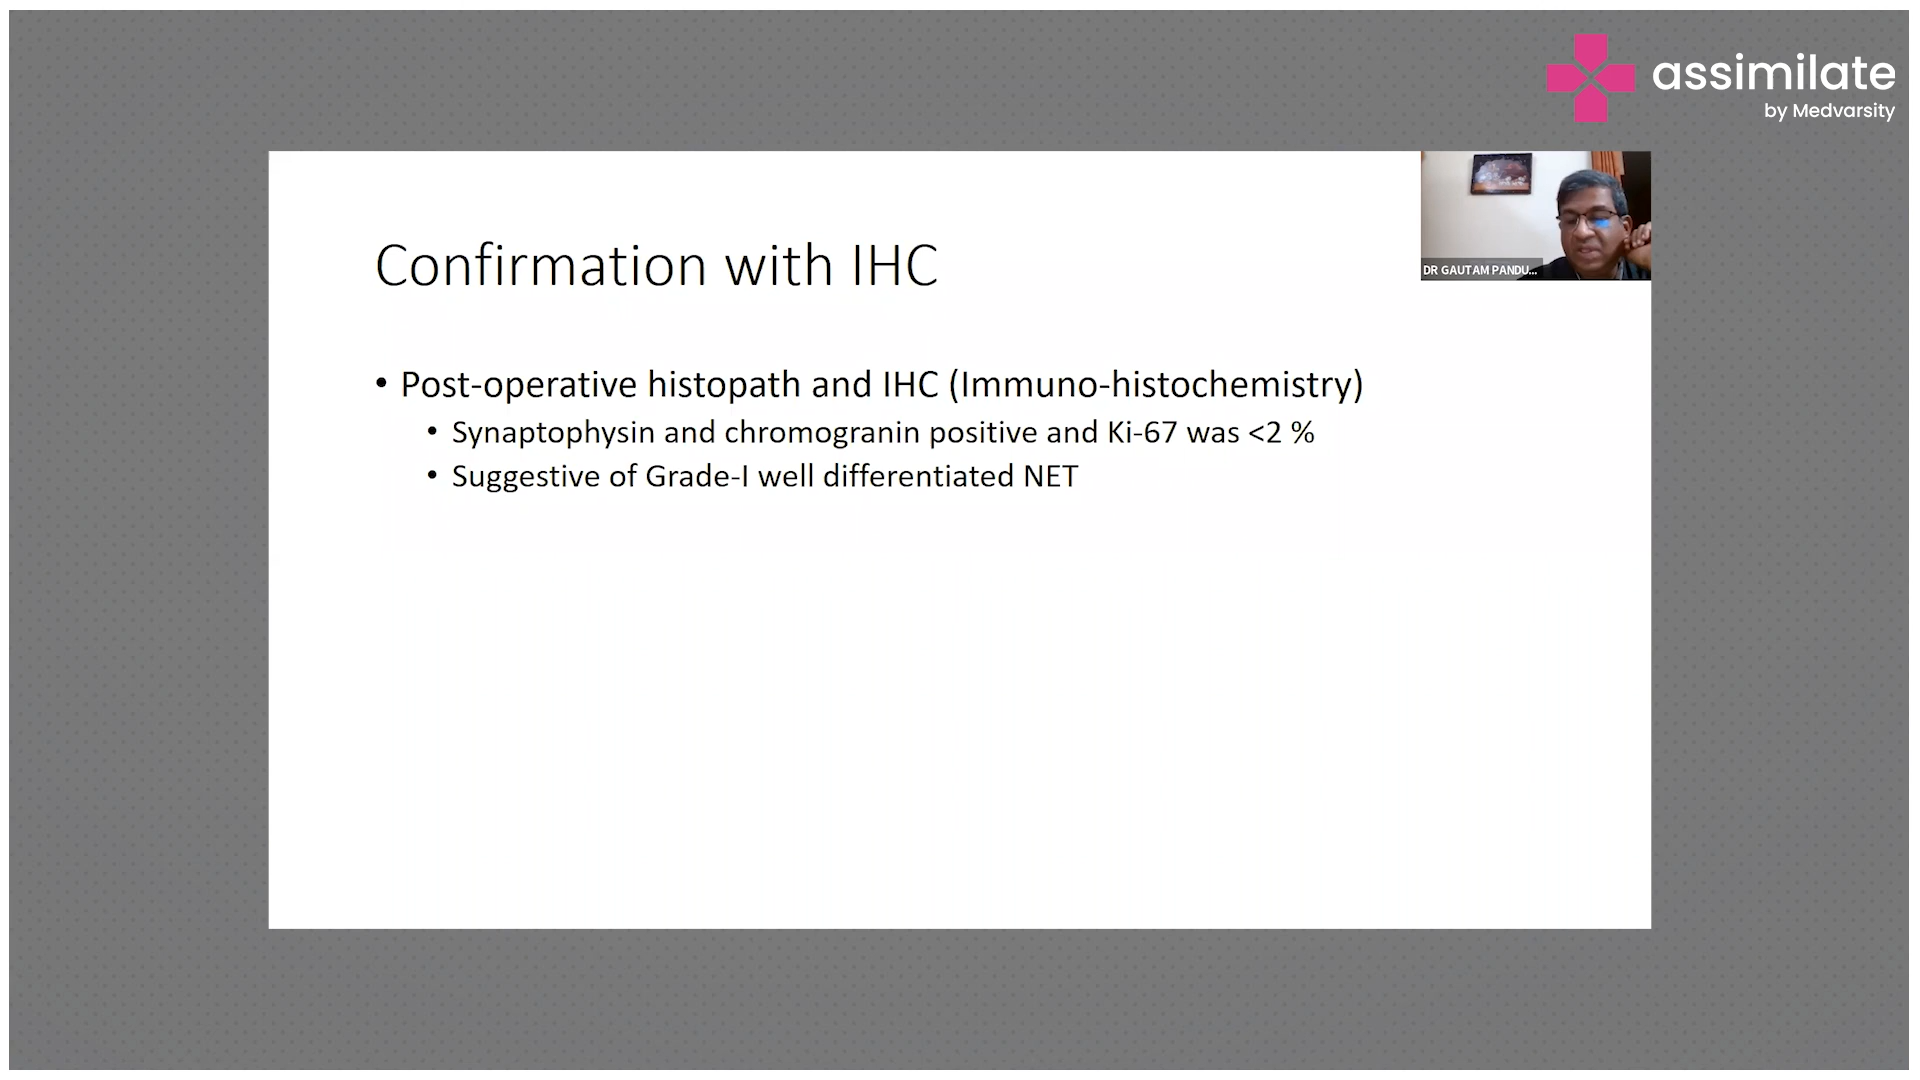 assimilate
by Medvarsity
DR GAUTAM PANDU...
Confirmation with IHC
• Post-operative histopath and IHC (Immuno-histochemistry)
• Synaptophysin and chromogranin positive and Ki-67 was <2 %
• Suggestive of Grade-I well differentiated NET